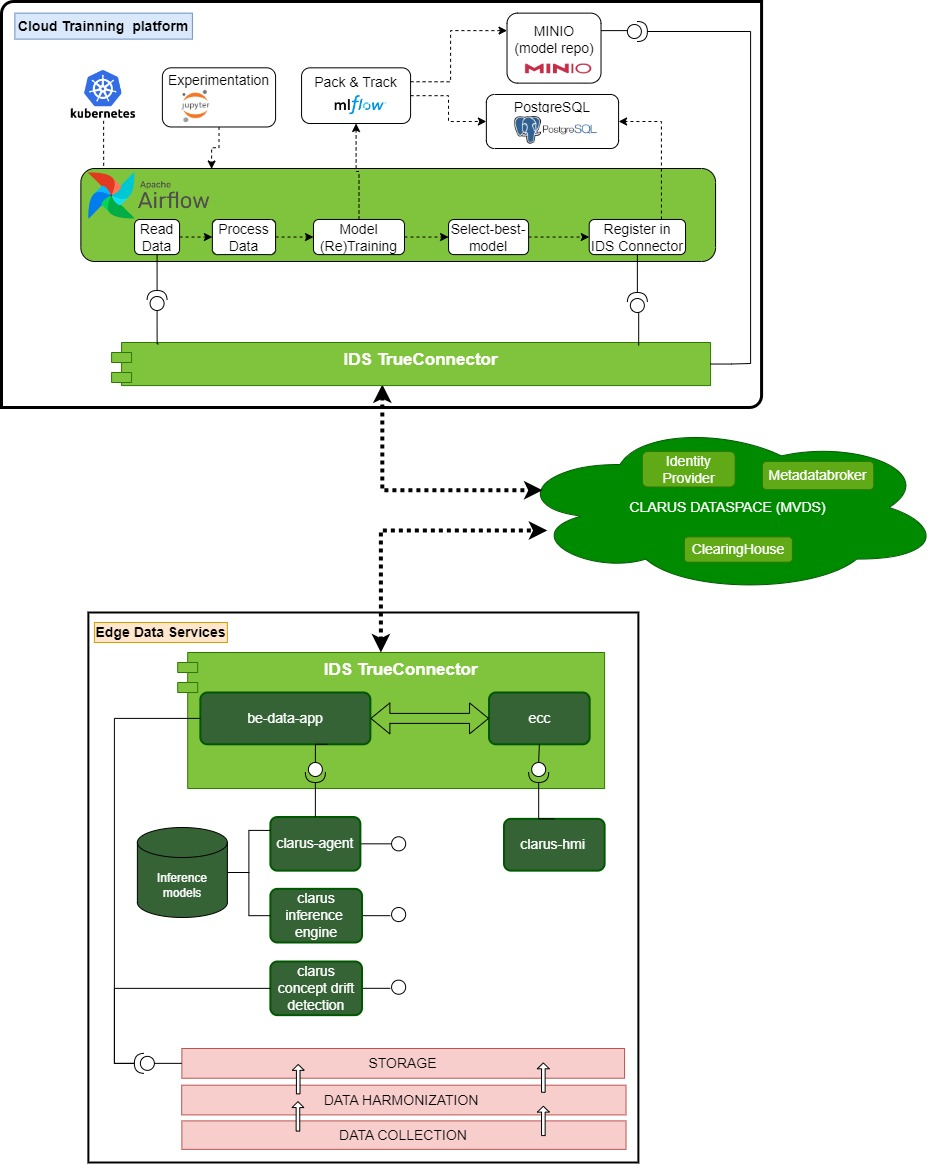 Cloud Trainning platform
kubernetes
Experimentation
jupyter
Pack & Track
mlflow
MINIO
(model repo)
MINIO
PostgreSQL
PostgreSQL
Apache
Airflow
Read
Data
Process
Data
Model
(Re)Training
Select-best-
model
Register in
IDS Connector
IDS TrueConnector
Identity
Provider
Metadatabroker
CLARUS DATASPACE (MVDS)
ClearingHouse
Edge Data Services
IDS TrueConnector
be-data-app
ecc
clarus-agent
clarus-hmi
Inference
models
clarus
inference
engine
clarus
concept drift
detection
STORAGE
DATA HARMONIZATION
DATA COLLECTION